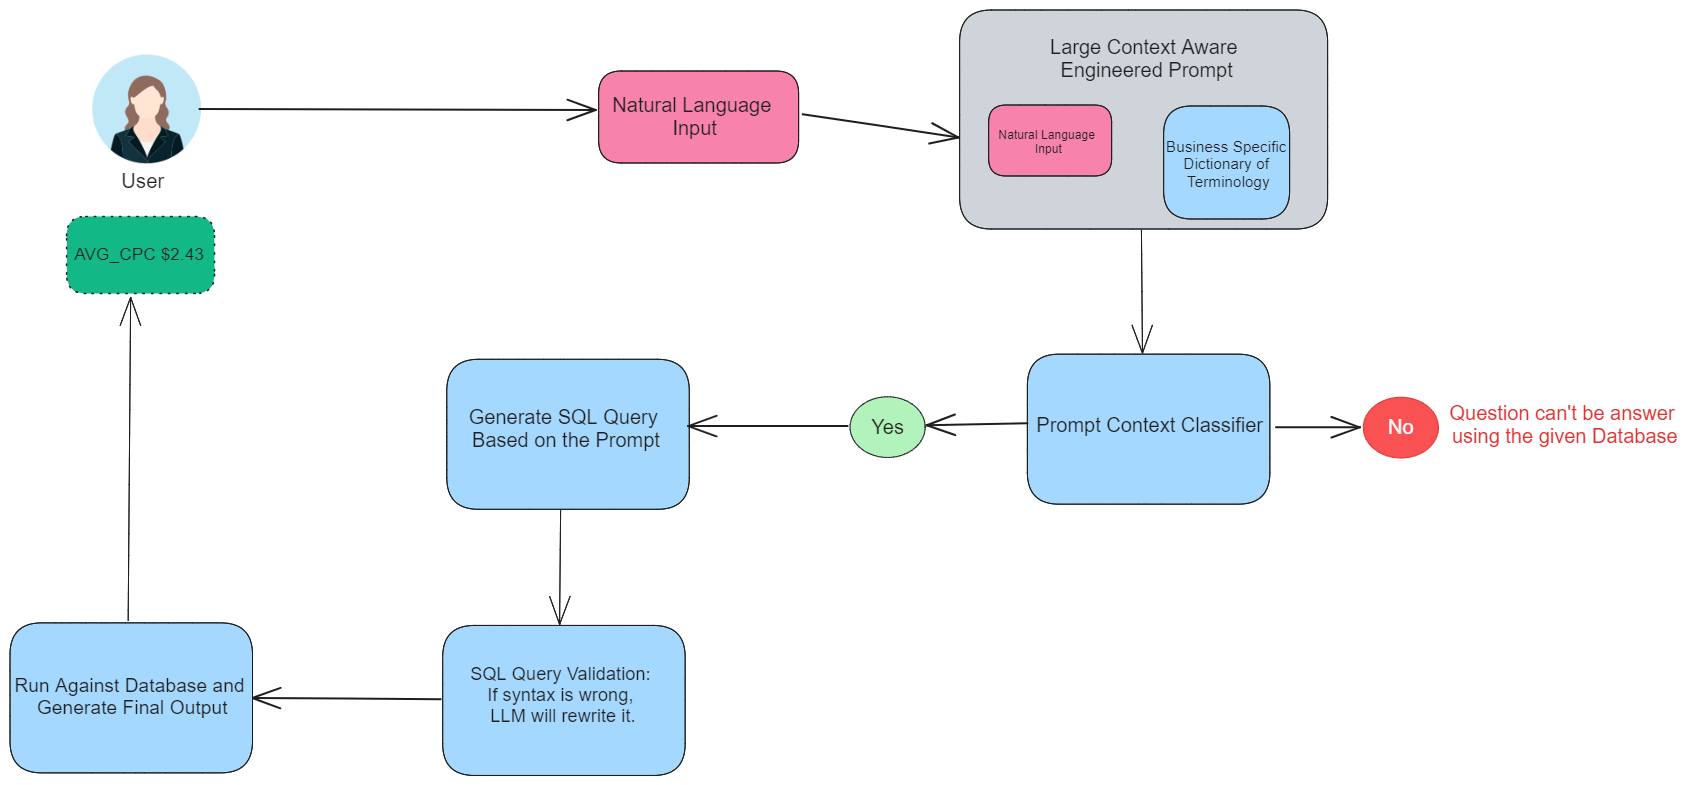 User
Natural Language
Input
Large Context Aware
Engineered Prompt
Natural Language
Input
Business Specific
Dictionary of
Terminology
AVG_CPC $2.43
Generate SQL Query
Based on the Prompt
Yes
Prompt Context Classifier
No
Question can't be answer
using the given Database
Run Against Database and
Generate Final Output
SQL Query Validation:
If syntax is wrong,
LLM will rewrite it.